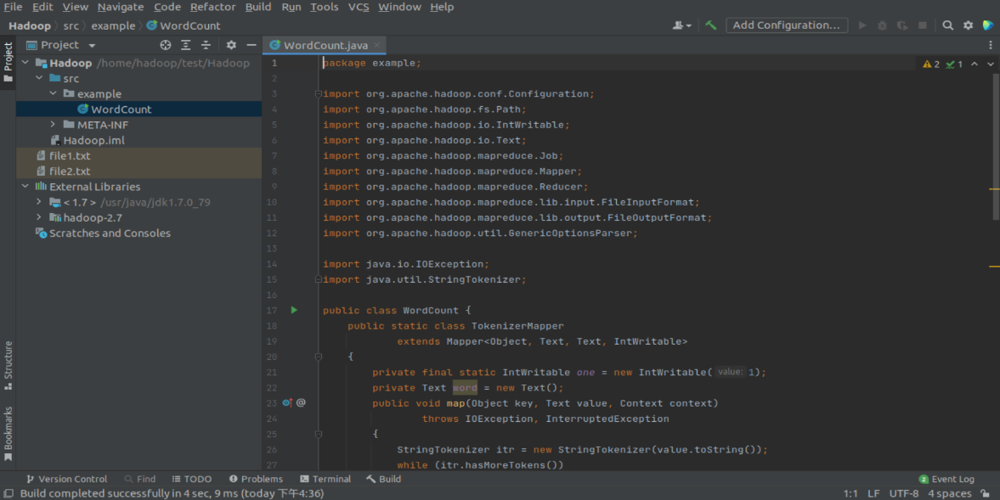 File Edit View Navigate Code Refactor Build Run Tools VCS Window Help
Hadoop src example WordCount Add Configuration...
Project
Project
WordCount.java
Hadoop /home/hadoop/test/Hadoop
src
example
WordCount
META-INF
Hadoop.iml
file1.txt
file2.txt
External Libraries
< 1.7 > /usr/java/jdk1.7.0_79
hadoop-2.7
Scratches and Consoles
Structure
Bookmarks
2 1
1 package example;
2
3 import org.apache.hadoop.conf.Configuration;
4 import org.apache.hadoop.fs.Path;
5 import org.apache.hadoop.io.IntWritable;
6 import org.apache.hadoop.io.Text;
7 import org.apache.hadoop.mapreduce.Job;
8 import org.apache.hadoop.mapreduce.Mapper;
9 import org.apache.hadoop.mapreduce.Reducer;
10 import org.apache.hadoop.mapreduce.lib.input.FileInputFormat;
11 import org.apache.hadoop.mapreduce.lib.output.FileOutputFormat;
12 import org.apache.hadoop.util.GenericOptionsParser;
13
14 import java.io.IOException;
15 import java.util.StringTokenizer;
16
17 public class WordCount {
18 public static class TokenizerMapper
19 extends Mapper<Object, Text, Text, IntWritable>
20 {
21 private final static IntWritable one = new IntWritable( value: 1);
22 private Text word = new Text();
23 @ public void map(Object key, Text value, Context context)
24 throws IOException, InterruptedException
25 {
26 StringTokenizer itr = new StringTokenizer(value.toString());
27 while (itr.hasMoreTokens())
Version Control Find TODO Problems Terminal Build 2 Event Log
Build completed successfully in 4 sec, 9 ms (today 下午4:36) 1:1 LF UTF-8 4 spaces